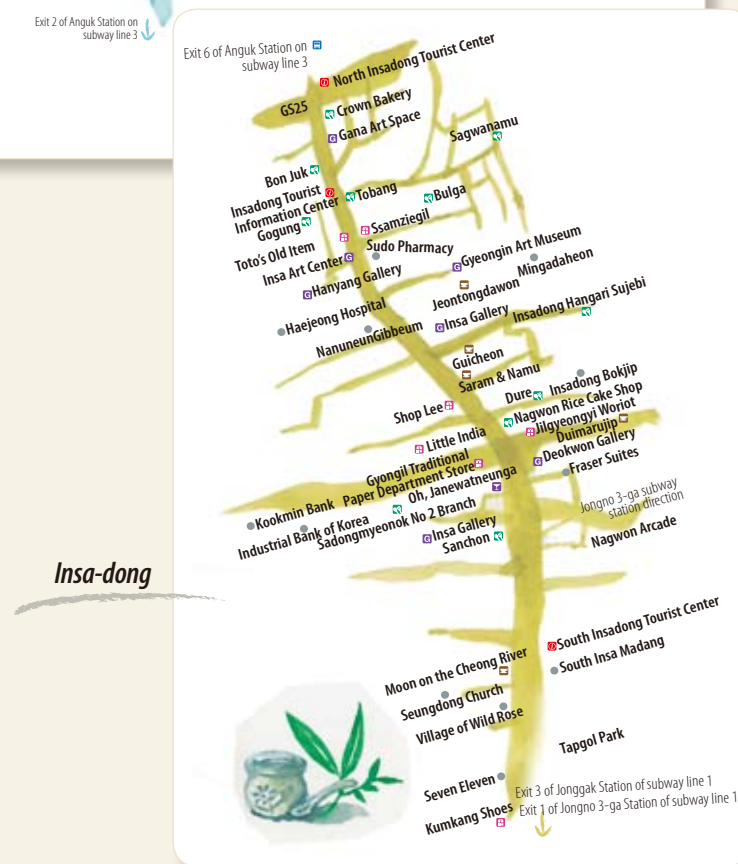 Exit 2 of Anguk Station on
subway line 3
Exit 6 of Anguk Station on
subway line 3
North Insadong Tourist Center
GS25
Crown Bakery
Gana Art Space
Sagwanamu
Bon Juk
Insadong Tourist
Information Center
Tobang
Bulga
Gogung
Ssamziegil
Toto's Old Item
Sudo Pharmacy
Insa Art Center
Gyeongin Art Museum
Mingadaheon
Hanyang Gallery
Jeontongdawon
Insadong Hangari Sujebi
Haejeong Hospital
Insa Gallery
NanuneunGibbeum
Guicheon
Saram & Namu
Insadong Bokjip
Dure
Shop Lee
Nagwon Rice Cake Shop
Jilgyeongyi Woriot
Duimarujip
Little India
Deokwon Gallery
Gyongil Traditional
Paper Department Store
Fraser Suites
Oh, Janewatneunga
Jongno 3-ga subway
station direction
Kookmin Bank
Industrial Bank of Korea
Sadongmyeonok No 2 Branch
Insa Gallery
Sanchon
Nagwon Arcade
Insa-dong
South Insadong Tourist Center
South Insa Madang
Moon on the Cheong River
Seungdong Church
Village of Wild Rose
Tapgol Park
Seven Eleven
Exit 3 of Jonggak Station of subway line 1
Exit 1 of Jongno 3-ga Station of subway line 1
Kumkang Shoes